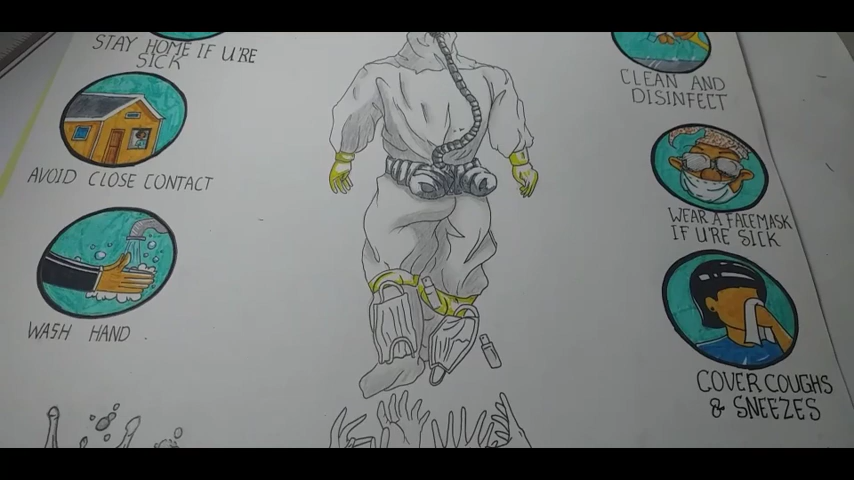 STAY HOME IF U'RE
SICK
AVOID CLOSE CONTACT
WASH HAND
CLEAN AND
DISINFECT
WEAR A FACEMASK
IF U'RE SICK
COVER COUGHS
& SNEEZES